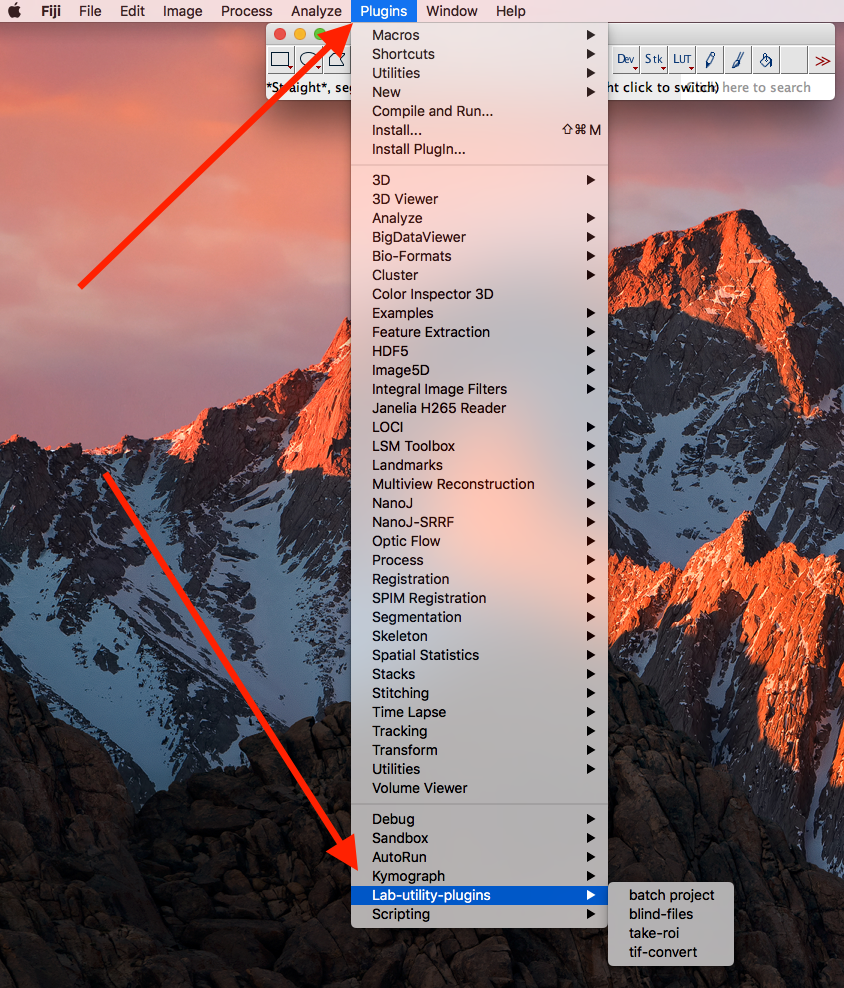 Fiji File Edit Image Process Analyze Plugins Window Help
Dev Stk LUT
*Straight*, seg
ht click to switch)
here to search
Macros
Shortcuts
Utilities
New
Compile and Run...
Install... ⇧⌘M
Install PlugIn...
3D
3D Viewer
Analyze
BigDataViewer
Bio-Formats
Cluster
Color Inspector 3D
Examples
Feature Extraction
HDF5
Image5D
Integral Image Filters
Janelia H265 Reader
LOCI
LSM Toolbox
Landmarks
Multiview Reconstruction
NanoJ
NanoJ-SRRF
Optic Flow
Process
Registration
SPIM Registration
Segmentation
Skeleton
Spatial Statistics
Stacks
Stitching
Time Lapse
Tracking
Transform
Utilities
Volume Viewer
Debug
Sandbox
AutoRun
Kymograph
Lab-utility-plugins
Scripting
batch project
blind-files
take-roi
tif-convert